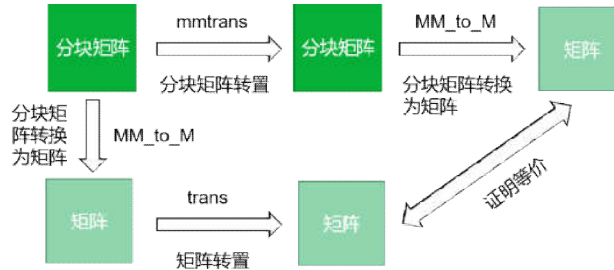 mmtrans
MM_to_M
分块矩阵
分块矩阵
矩阵
分块矩阵转置
分块矩阵转换
为矩阵
分块矩
阵转换
为矩阵
MM_to_M
证明等价
trans
矩阵
矩阵
矩阵转置